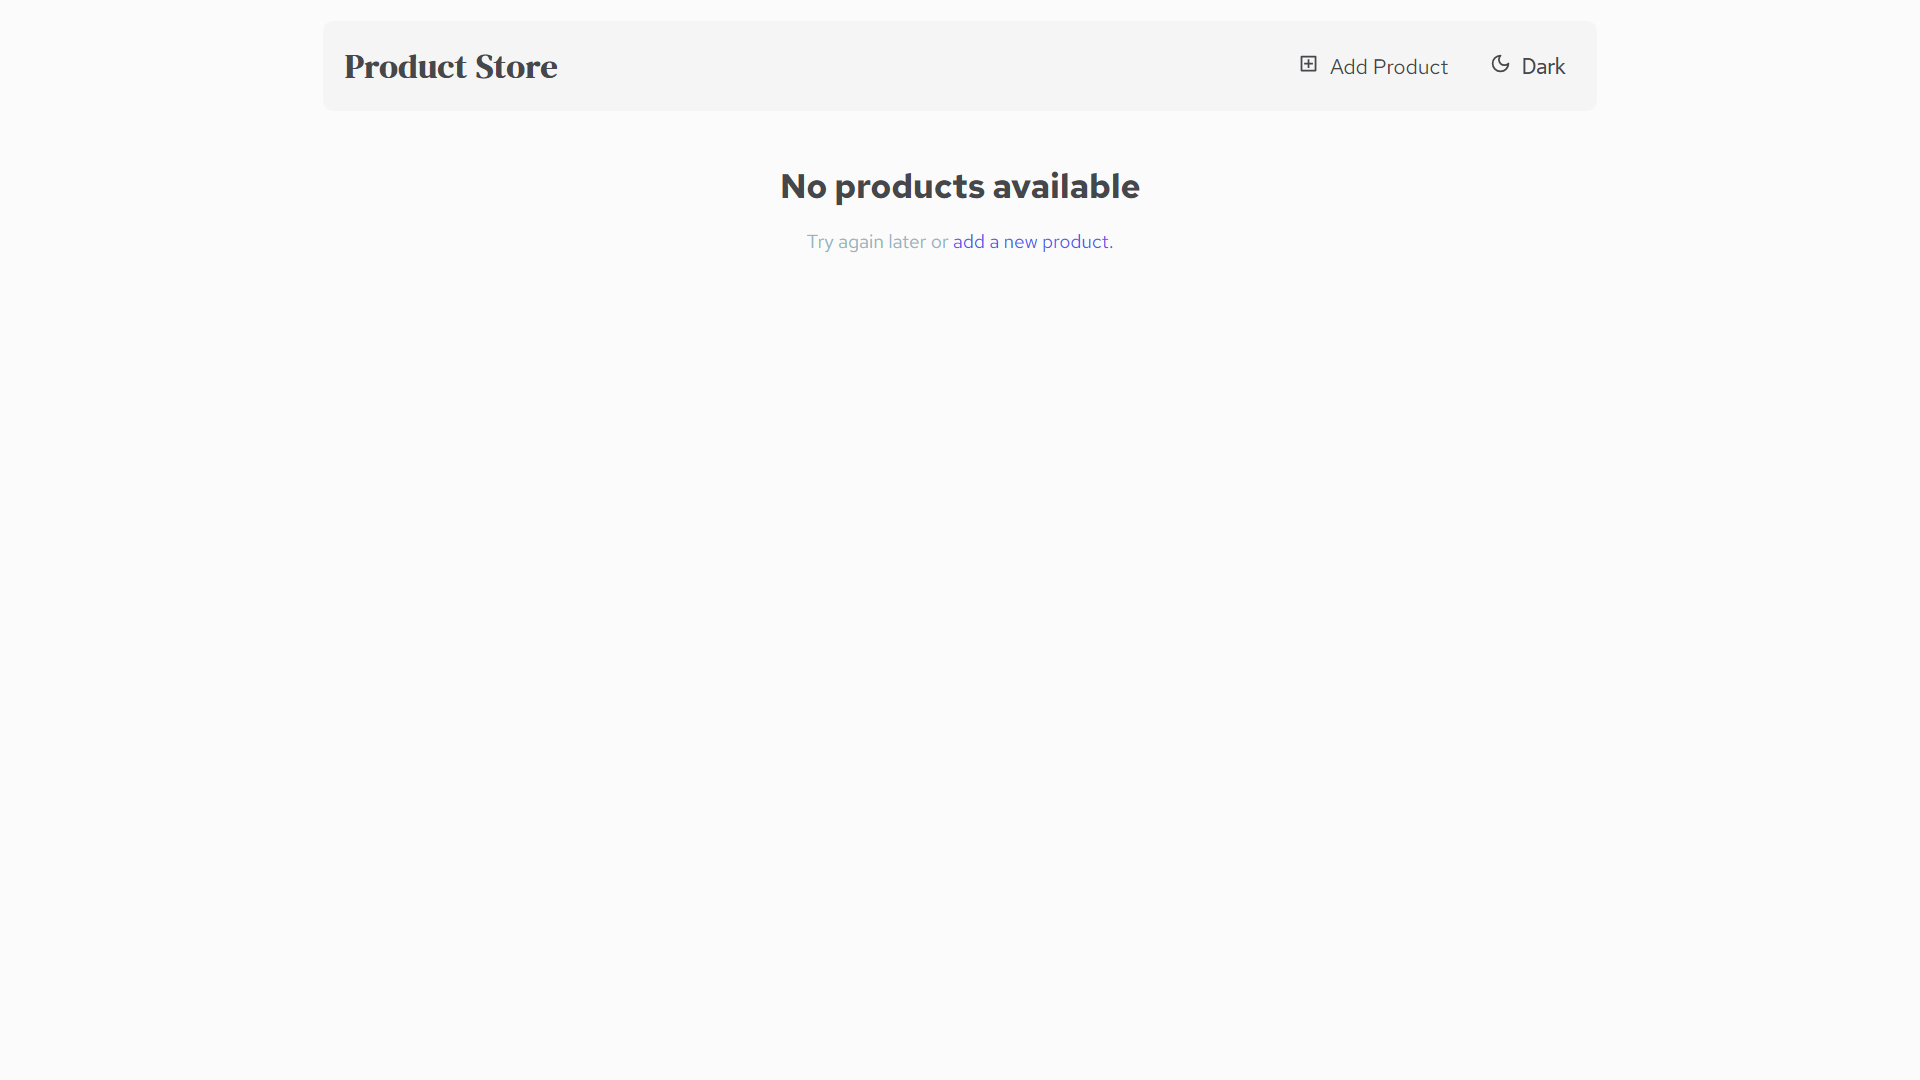 Product Store
Add Product
Dark
No products available
Try again later or add a new product.